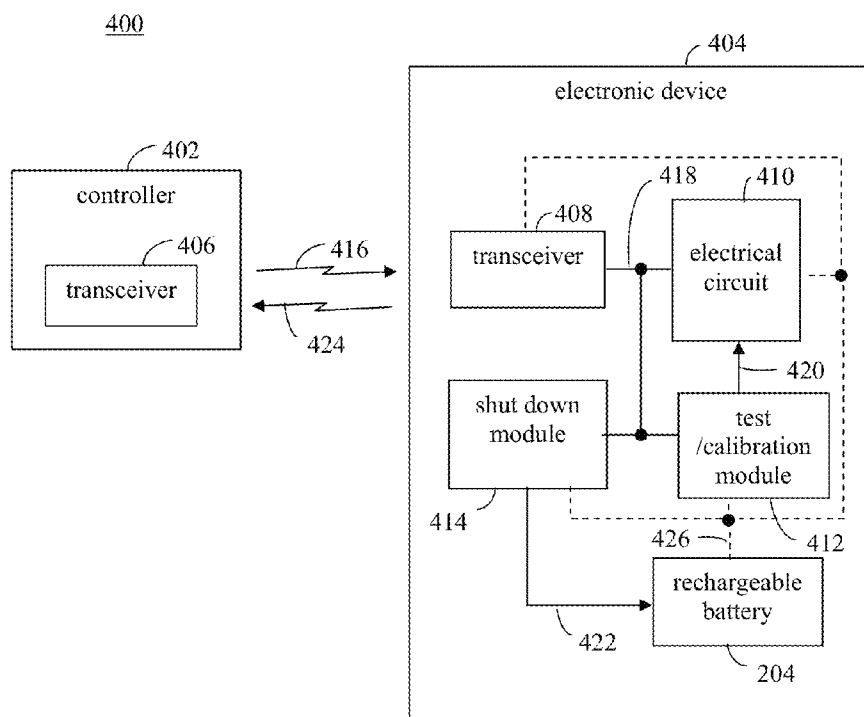 400
404
electronic device
402
controller
406
transceiver
416
424
408
transceiver
418
410
electrical
circuit
420
shut down
module
414
test
/calibration
module
412
426
rechargeable
battery
422
204